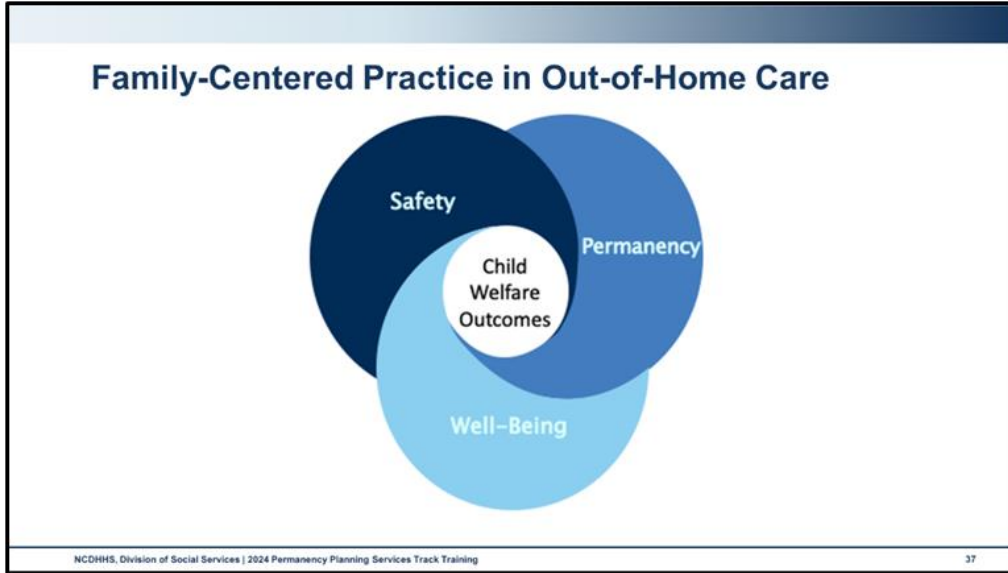 Family-Centered Practice in Out-of-Home Care
Safety
Permanency
Child
Welfare
Outcomes
Well-Being
NCDHHS, Division of Social Services | 2024 Permanency Planning Services Track Training
37